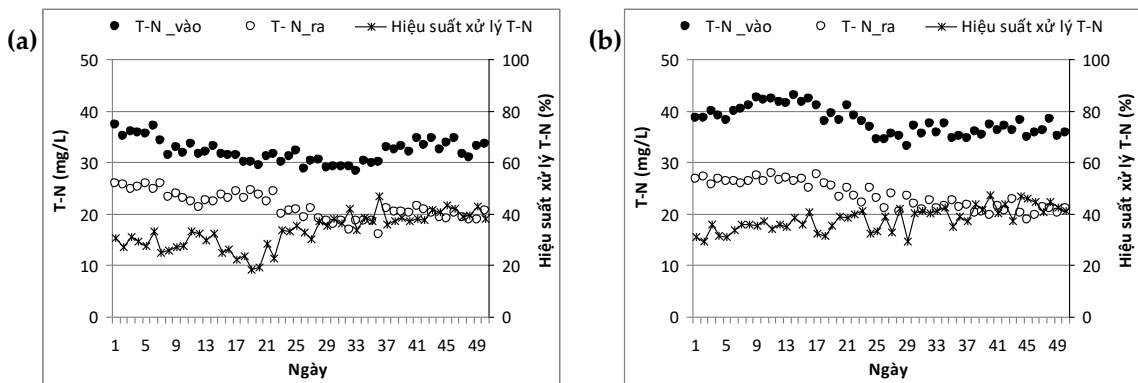 (a)
T-N _vào T- N_ra Hiệu suất xử lý T-N
50 100
40 80
30 60
20 40
10 20
0 0
T-N (mg/L)
Hiệu suất xử lý T-N (%)
1 5 9 13 17 21 25 29 33 37 41 45 49
Ngày
(b)
T-N _vào T- N_ra Hiệu suất xử lý T-N
50 100
40 80
30 60
20 40
10 20
0 0
T-N (mg/L)
Hiệu suất xử lý T-N (%)
1 5 9 13 17 21 25 29 33 37 41 45 49
Ngày